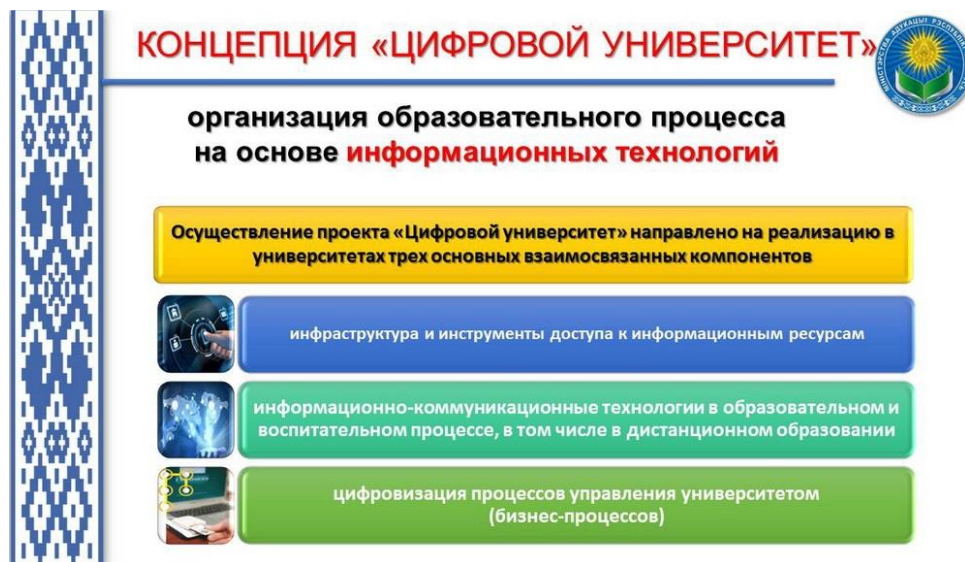 КОНЦЕПЦИЯ «ЦИФРОВОЙ УНИВЕРСИТЕТ»
организация образовательного процесса
на основе информационных технологий
Осуществление проекта «Цифровой университет» направлено на реализацию в
университетах трех основных взаимосвязанных компонентов
инфраструктура и инструменты доступа к информационным ресурсам
информационно-коммуникационные технологии в образовательном и
воспитательном процессе, в том числе в дистанционном образовании
цифровизация процессов управления университетом
(бизнес-процессов)